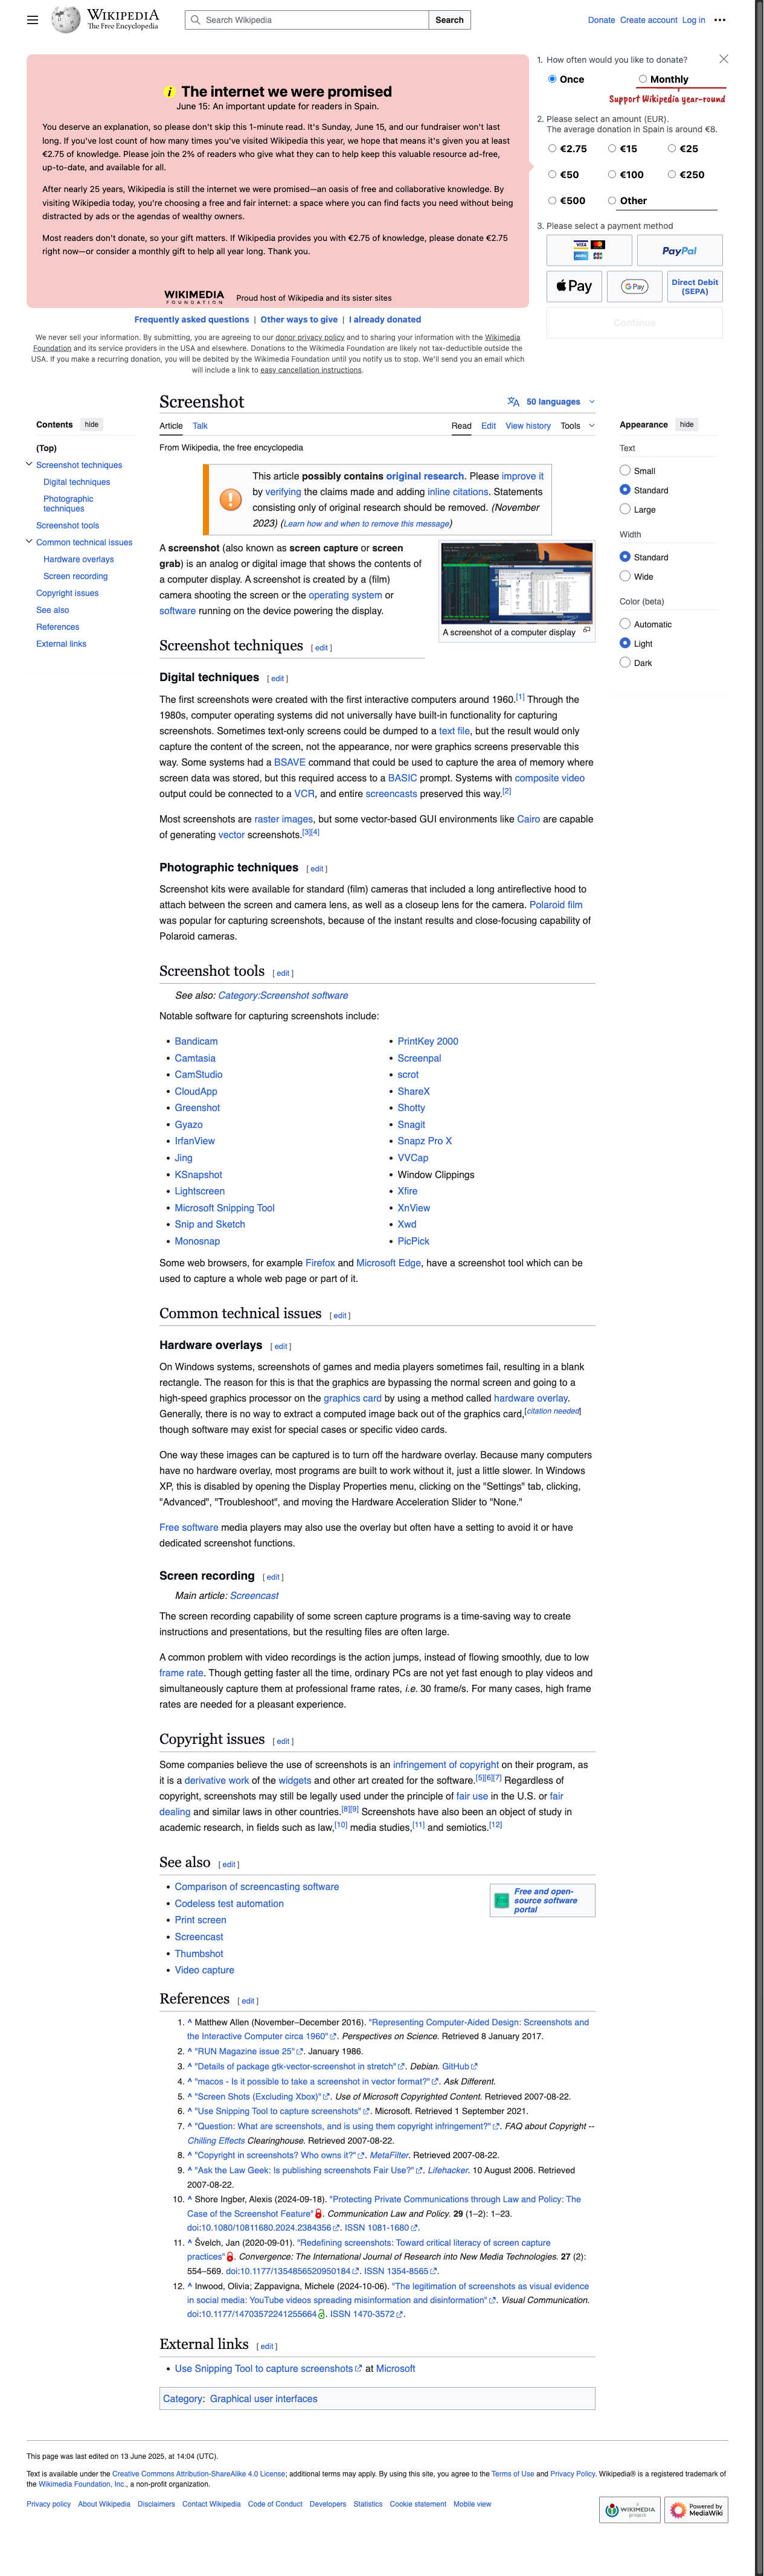 WIKIPEDIA
The Free Encyclopedia
Search Wikipedia
Search
Donate Create account Log in
The internet we were promised
June 15: An important update for readers in Spain.
You deserve an explanation, so please don't skip this 1-minute read. It's Sunday, June 15, and our fundraiser won't last
long. If you've lost count of how many times you've visited Wikipedia this year, we hope that means it's given you at least
€2.75 of knowledge. Please join the 2% of readers who give what they can to help keep this valuable resource ad-free,
up-to-date, and available for all.
After nearly 25 years, Wikipedia is still the internet we were promised—an oasis of free and collaborative knowledge. By
visiting Wikipedia today, you're choosing a free and fair internet: a space where you can find facts you need without being
distracted by ads or the agendas of wealthy owners.
Most readers don't donate, so your gift matters. If Wikipedia provides you with €2.75 of knowledge, please donate €2.75
right now—or consider a monthly gift to help all year long. Thank you.
WIKIMEDIA
FOUNDATION
Proud host of Wikipedia and its sister sites
Frequently asked questions | Other ways to give | I already donated
We never sell your information. By submitting, you are agreeing to our donor privacy policy and to sharing your information with the Wikimedia
Foundation and its service providers in the USA and elsewhere. Donations to the Wikimedia Foundation are likely not tax-deductible outside the
USA. If you make a recurring donation, you will be debited by the Wikimedia Foundation until you notify us to stop. We'll send you an email which
will include a link to easy cancellation instructions.
1. How often would you like to donate?
Once
Monthly
Support Wikipedia year-round
2. Please select an amount (EUR).
The average donation in Spain is around €8.
€2.75 €15 €25
€50 €100 €250
€500 Other
3. Please select a payment method
VISA
PayPal
Pay
G Pay
Direct Debit
(SEPA)
Continue
Screenshot
50 languages
Article Talk
Read Edit View history Tools
From Wikipedia, the free encyclopedia
Contents hide
(Top)
Screenshot techniques
Digital techniques
Photographic
techniques
Screenshot tools
Common technical issues
Hardware overlays
Screen recording
Copyright issues
See also
References
External links
Appearance hide
Text
Small
Standard
Large
Width
Standard
Wide
Color (beta)
Automatic
Light
Dark
This article possibly contains original research. Please improve it
by verifying the claims made and adding inline citations. Statements
consisting only of original research should be removed. (November
2023) (Learn how and when to remove this message)
A screenshot (also known as screen capture or screen
grab) is an analog or digital image that shows the contents of
a computer display. A screenshot is created by a (film)
camera shooting the screen or the operating system or
software running on the device powering the display.
A screenshot of a computer display
Screenshot techniques [ edit ]
Digital techniques [ edit ]
The first screenshots were created with the first interactive computers around 1960.[1] Through the
1980s, computer operating systems did not universally have built-in functionality for capturing
screenshots. Sometimes text-only screens could be dumped to a text file, but the result would only
capture the content of the screen, not the appearance, nor were graphics screens preservable this
way. Some systems had a BSAVE command that could be used to capture the area of memory where
screen data was stored, but this required access to a BASIC prompt. Systems with composite video
output could be connected to a VCR, and entire screencasts preserved this way.[2]
Most screenshots are raster images, but some vector-based GUI environments like Cairo are capable
of generating vector screenshots.[3][4]
Photographic techniques [ edit ]
Screenshot kits were available for standard (film) cameras that included a long antireflective hood to
attach between the screen and camera lens, as well as a closeup lens for the camera. Polaroid film
was popular for capturing screenshots, because of the instant results and close-focusing capability of
Polaroid cameras.
Screenshot tools [ edit ]
See also: Category:Screenshot software
Notable software for capturing screenshots include:
Bandicam
Camtasia
CamStudio
CloudApp
Greenshot
Gyazo
IrfanView
Jing
KSnapshot
Lightscreen
Microsoft Snipping Tool
Snip and Sketch
Monosnap
PrintKey 2000
Screenpal
scrot
ShareX
Shotty
Snagit
Snapz Pro X
VVCap
Window Clippings
Xfire
XnView
Xwd
PicPick
Some web browsers, for example Firefox and Microsoft Edge, have a screenshot tool which can be
used to capture a whole web page or part of it.
Common technical issues [ edit ]
Hardware overlays [ edit ]
On Windows systems, screenshots of games and media players sometimes fail, resulting in a blank
rectangle. The reason for this is that the graphics are bypassing the normal screen and going to a
high-speed graphics processor on the graphics card by using a method called hardware overlay.
Generally, there is no way to extract a computed image back out of the graphics card,[citation needed]
though software may exist for special cases or specific video cards.
One way these images can be captured is to turn off the hardware overlay. Because many computers
have no hardware overlay, most programs are built to work without it, just a little slower. In Windows
XP, this is disabled by opening the Display Properties menu, clicking on the "Settings" tab, clicking,
"Advanced", "Troubleshoot", and moving the Hardware Acceleration Slider to "None."
Free software media players may also use the overlay but often have a setting to avoid it or have
dedicated screenshot functions.
Screen recording [ edit ]
Main article: Screencast
The screen recording capability of some screen capture programs is a time-saving way to create
instructions and presentations, but the resulting files are often large.
A common problem with video recordings is the action jumps, instead of flowing smoothly, due to low
frame rate. Though getting faster all the time, ordinary PCs are not yet fast enough to play videos and
simultaneously capture them at professional frame rates, i.e. 30 frame/s. For many cases, high frame
rates are needed for a pleasant experience.
Copyright issues [ edit ]
Some companies believe the use of screenshots is an infringement of copyright on their program, as
it is a derivative work of the widgets and other art created for the software.[5][6][7] Regardless of
copyright, screenshots may still be legally used under the principle of fair use in the U.S. or fair
dealing and similar laws in other countries.[8][9] Screenshots have also been an object of study in
academic research, in fields such as law,[10] media studies,[11] and semiotics.[12]
See also [ edit ]
Comparison of screencasting software
Codeless test automation
Print screen
Screencast
Thumbshot
Video capture
Free and open-
source software
portal
References [ edit ]
1. ^ Matthew Allen (November–December 2016). "Representing Computer-Aided Design: Screenshots and
the Interactive Computer circa 1960". Perspectives on Science. Retrieved 8 January 2017.
2. ^ "RUN Magazine issue 25". January 1986.
3. ^ "Details of package gtk-vector-screenshot in stretch". Debian. GitHub
4. ^ "macos - Is it possible to take a screenshot in vector format?". Ask Different.
5. ^ "Screen Shots (Excluding Xbox)". Use of Microsoft Copyrighted Content. Retrieved 2007-08-22.
6. ^ "Use Snipping Tool to capture screenshots". Microsoft. Retrieved 1 September 2021.
7. ^ "Question: What are screenshots, and is using them copyright infringement?". FAQ about Copyright --
Chilling Effects Clearinghouse. Retrieved 2007-08-22.
8. ^ "Copyright in screenshots? Who owns it?". MetaFilter. Retrieved 2007-08-22.
9. ^ "Ask the Law Geek: Is publishing screenshots Fair Use?". Lifehacker. 10 August 2006. Retrieved
2007-08-22.
10. ^ Shore Ingber, Alexis (2024-09-18). "Protecting Private Communications through Law and Policy: The
Case of the Screenshot Feature". Communication Law and Policy. 29 (1–2): 1–23.
doi:10.1080/10811680.2024.2384356. ISSN 1081-1680.
11. ^ Švelch, Jan (2020-09-01). "Redefining screenshots: Toward critical literacy of screen capture
practices". Convergence: The International Journal of Research into New Media Technologies. 27 (2):
554–569. doi:10.1177/1354856520950184. ISSN 1354-8565.
12. ^ Inwood, Olivia; Zappavigna, Michele (2024-10-06). "The legitimation of screenshots as visual evidence
in social media: YouTube videos spreading misinformation and disinformation". Visual Communication.
doi:10.1177/14703572241255664. ISSN 1470-3572.
External links [ edit ]
Use Snipping Tool to capture screenshots at Microsoft
Category: Graphical user interfaces
This page was last edited on 13 June 2025, at 14:04 (UTC).
Text is available under the Creative Commons Attribution-ShareAlike 4.0 License; additional terms may apply. By using this site, you agree to the Terms of Use and Privacy Policy. Wikipedia® is a registered trademark of
the Wikimedia Foundation, Inc., a non-profit organization.
Privacy policy About Wikipedia Disclaimers Contact Wikipedia Code of Conduct Developers Statistics Cookie statement Mobile view
WIKIMEDIA
project
Powered by
MediaWiki